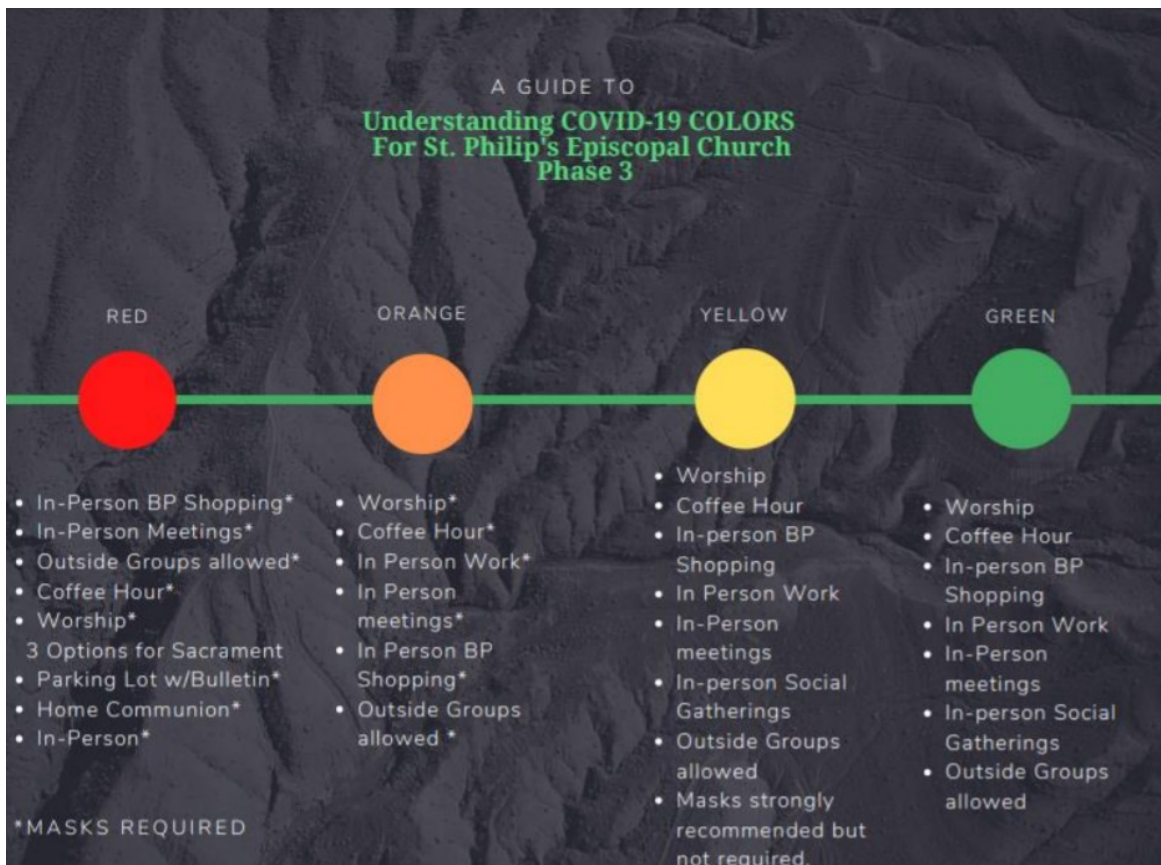 A GUIDE TO
Understanding COVID-19 COLORS
For St. Philip's Episcopal Church
Phase 3
RED
• In-Person BP Shopping*
• In-Person Meetings*
• Outside Groups allowed*
• Coffee Hour*
• Worship*
3 Options for Sacrament
• Parking Lot w/Bulletin*
• Home Communion*
• In-Person*
*MASKS REQUIRED
ORANGE
• Worship*
• Coffee Hour*
• In Person Work*
• In Person
meetings*
• In Person BP
Shopping*
• Outside Groups
allowed *
YELLOW
• Worship
• Coffee Hour
• In-person BP
Shopping
• In Person Work
• In-Person
meetings
• In-person Social
Gatherings
• Outside Groups
allowed
• Masks strongly
recommended but
not required.
GREEN
• Worship
• Coffee Hour
• In-person BP
Shopping
• In Person Work
• In-Person
meetings
• In-person Social
Gatherings
• Outside Groups
allowed